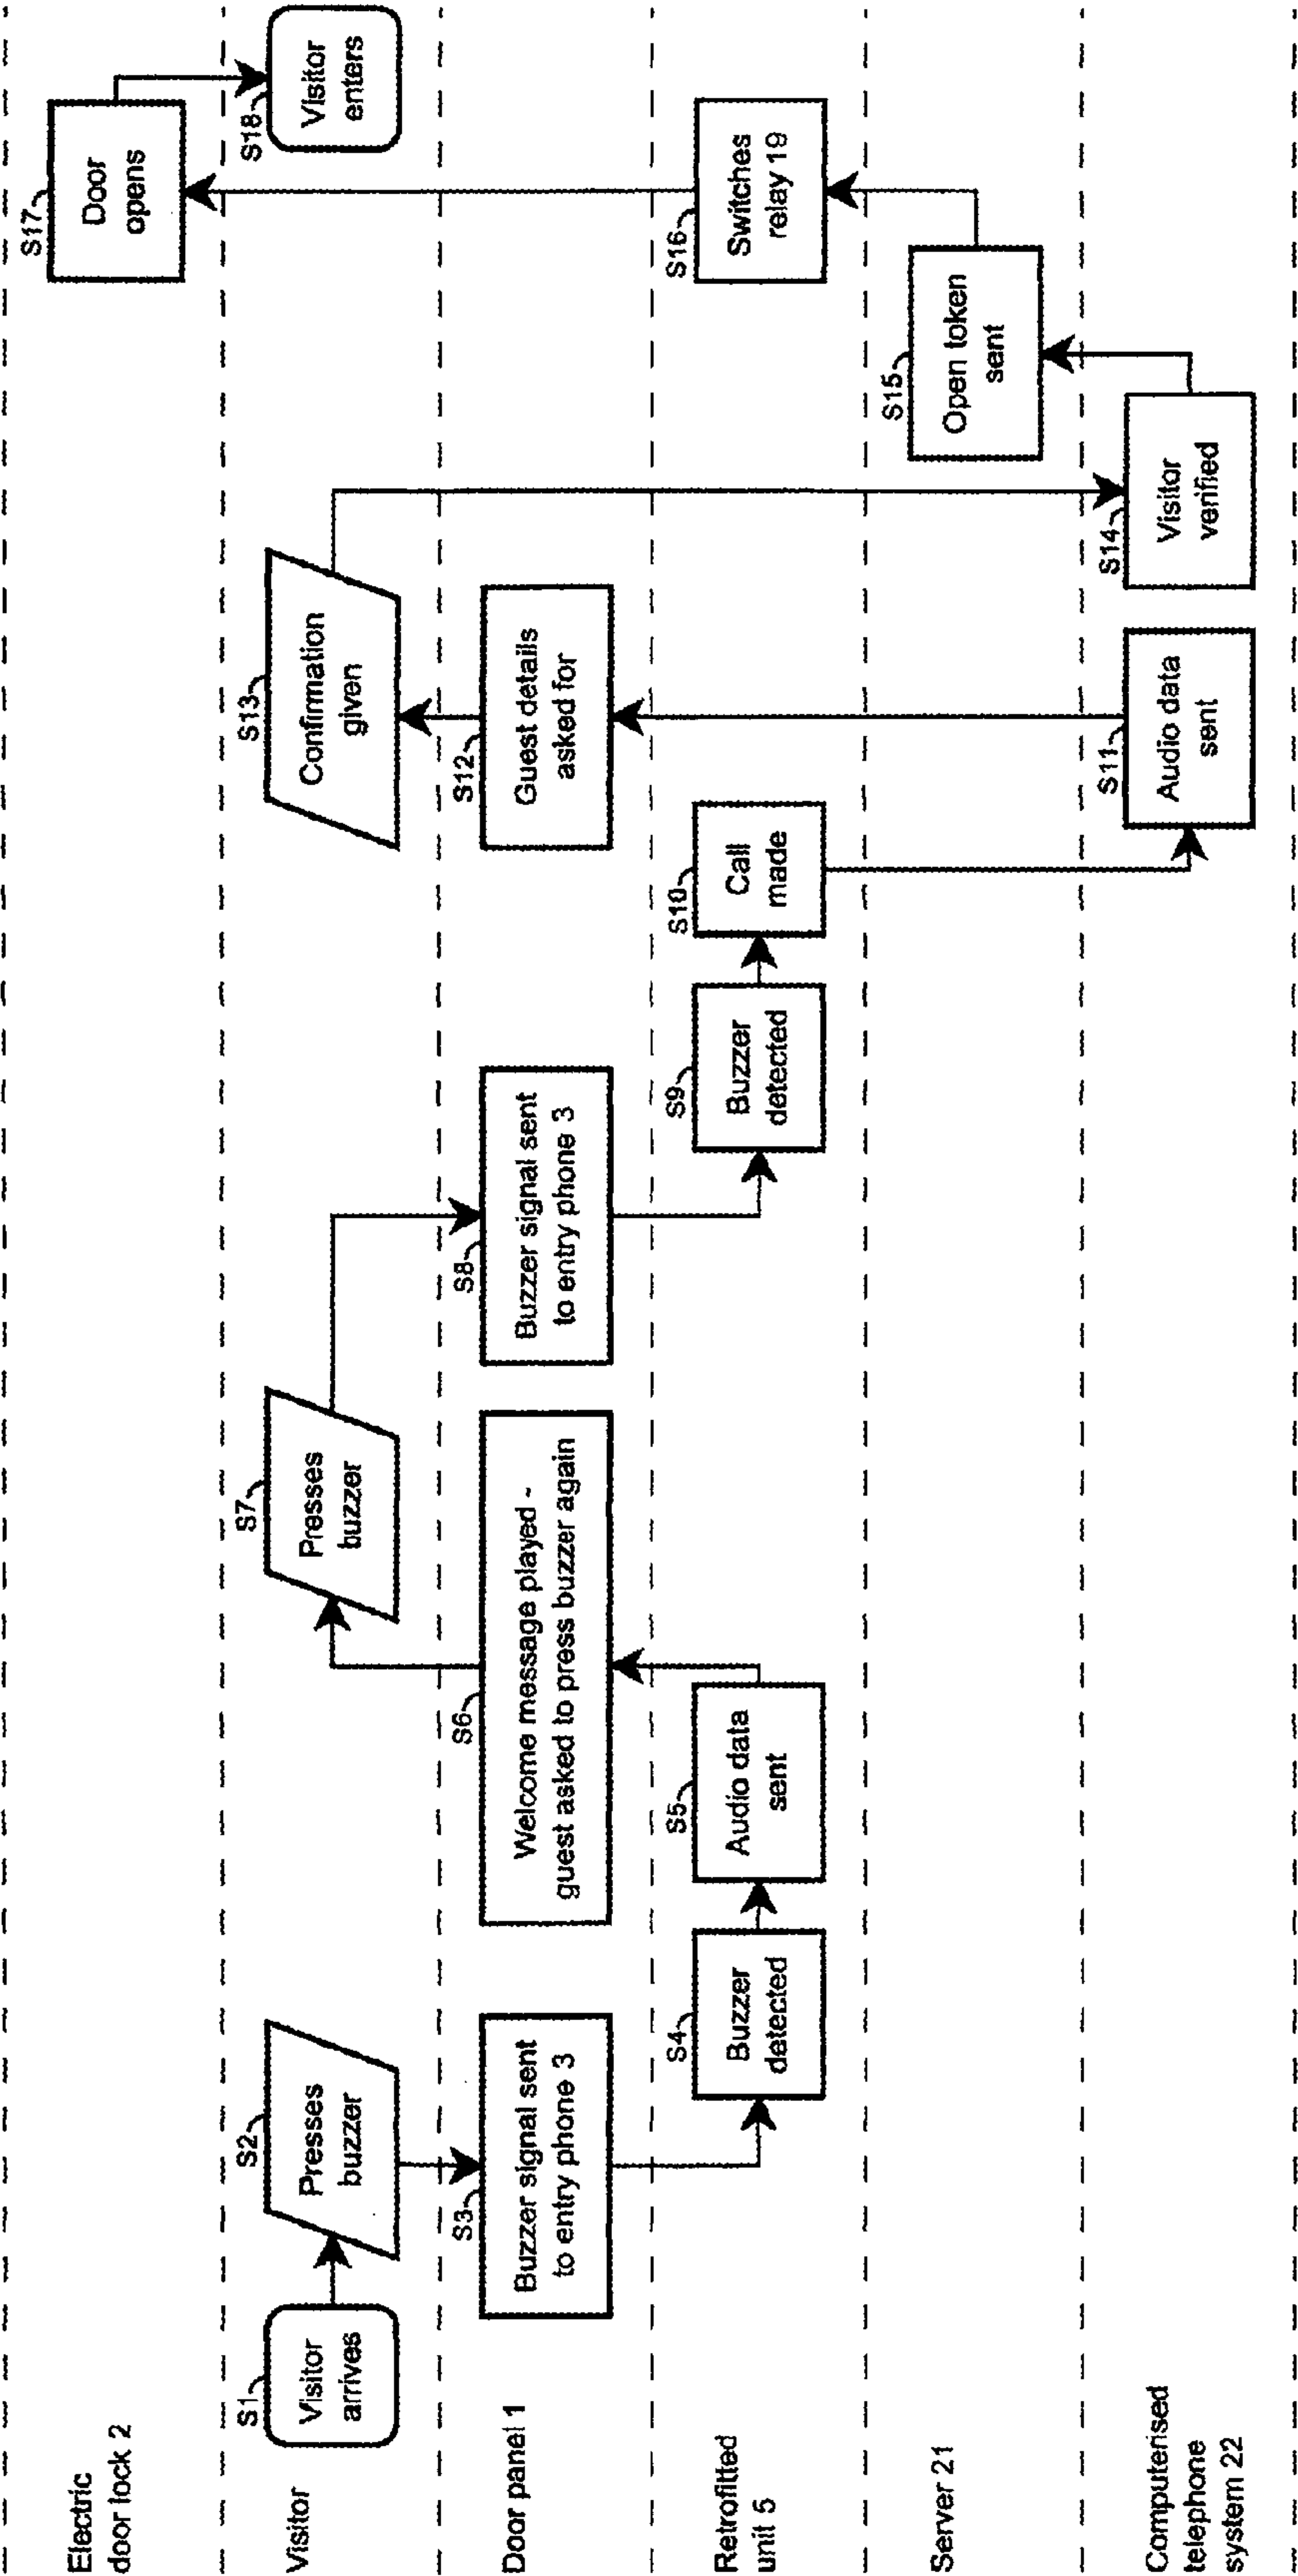 Electric
door lock 2
S17
Door
opens
Visitor
S1
Visitor
arrives
S2
Presses
buzzer
S7
Presses
buzzer
S13
Confirmation
given
S18
Visitor
enters
Door panel 1
S3
Buzzer signal sent
to entry phone 3
S6
Welcome message played -
guest asked to press buzzer again
S8
Buzzer signal sent
to entry phone 3
S12
Guest details
asked for
Retrofitted
unit 5
S4
Buzzer
detected
S5
Audio data
sent
S9
Buzzer
detected
S10
Call
made
S16
Switches
relay 19
Server 21
S15
Open token
sent
Computerised
telephone
system 22
S11
Audio data
sent
S14
Visitor
verified